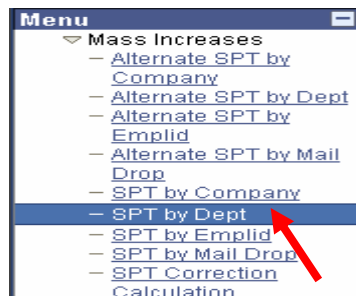 Menu
Mass Increases
– Alternate SPT by
Company
– Alternate SPT by Dept
– Alternate SPT by
Emplid
– Alternate SPT by Mail
Drop
– SPT by Company
– SPT by Dept
– SPT by Emplid
– SPT by Mail Drop
– SPT Correction
Calculation